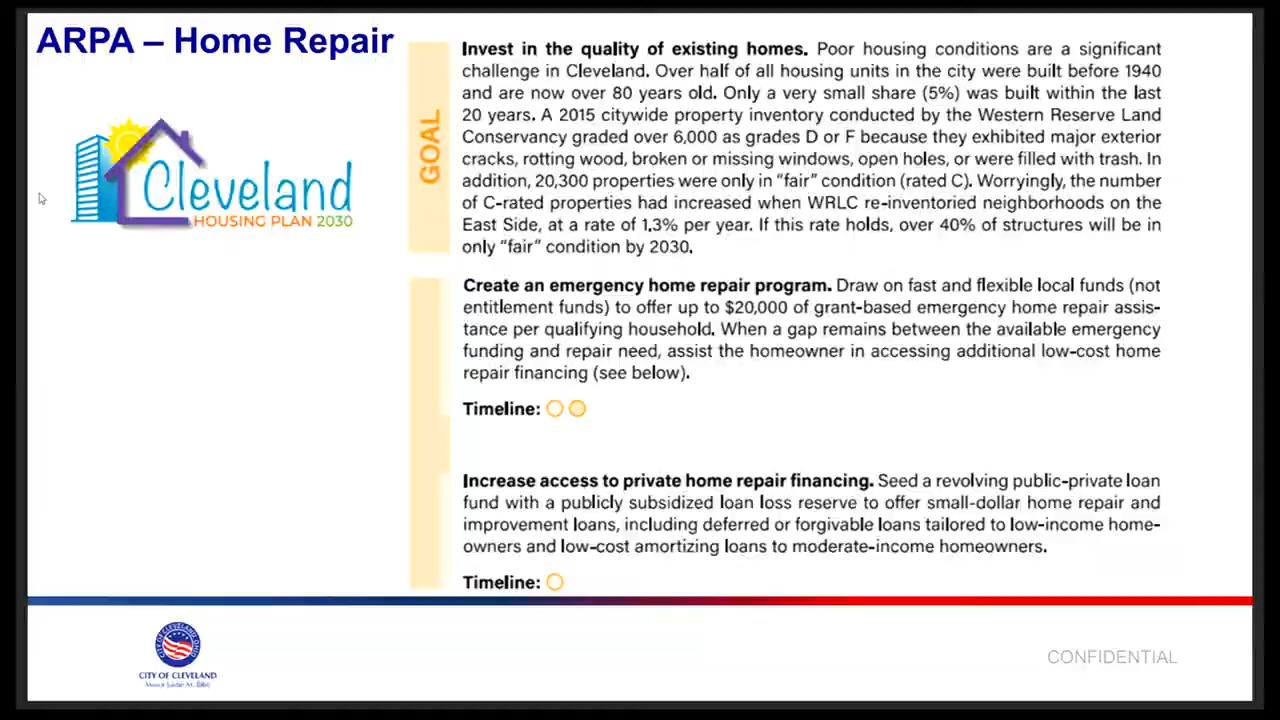 ARPA – Home Repair
Cleveland
HOUSING PLAN 2030
GOAL
Invest in the quality of existing homes. Poor housing conditions are a significant
challenge in Cleveland. Over half of all housing units in the city were built before 1940
and are now over 80 years old. Only a very small share (5%) was built within the last
20 years. A 2015 citywide property inventory conducted by the Western Reserve Land
Conservancy graded over 6,000 as grades D or F because they exhibited major exterior
cracks, rotting wood, broken or missing windows, open holes, or were filled with trash. In
addition, 20,300 properties were only in “fair” condition (rated C). Worryingly, the number
of C-rated properties had increased when WRLC re-inventoried neighborhoods on the
East Side, at a rate of 1.3% per year. If this rate holds, over 40% of structures will be in
only “fair” condition by 2030.
Create an emergency home repair program. Draw on fast and flexible local funds (not
entitlement funds) to offer up to $20,000 of grant-based emergency home repair assis-
tance per qualifying household. When a gap remains between the available emergency
funding and repair need, assist the homeowner in accessing additional low-cost home
repair financing (see below).
Timeline:
Increase access to private home repair financing. Seed a revolving public-private loan
fund with a publicly subsidized loan loss reserve to offer small-dollar home repair and
improvement loans, including deferred or forgivable loans tailored to low-income home-
owners and low-cost amortizing loans to moderate-income homeowners.
Timeline:
CITY OF CLEVELAND
CONFIDENTIAL